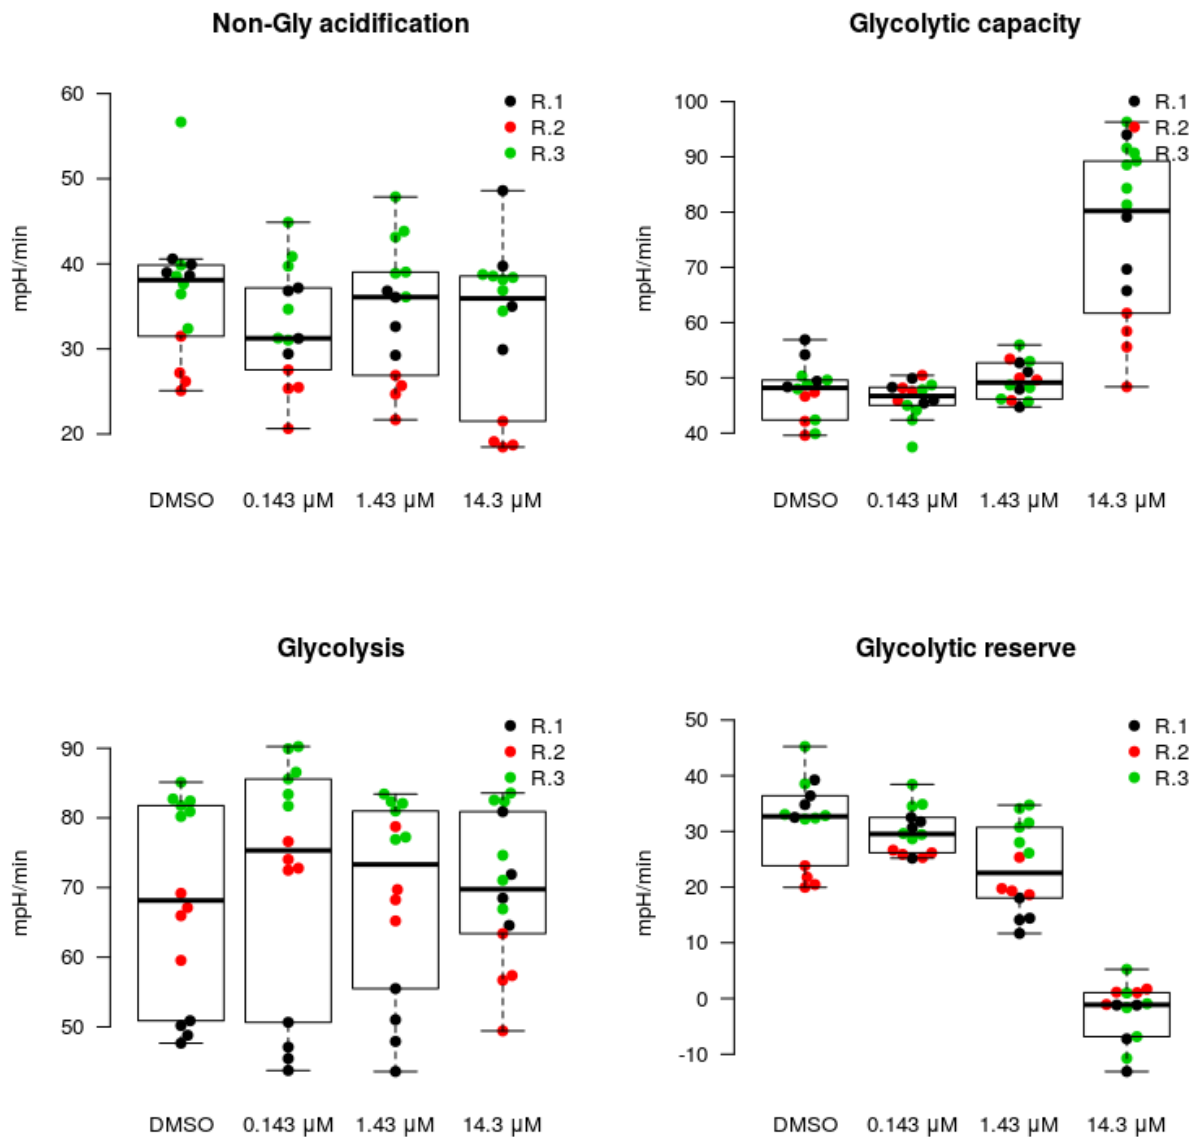 Non-Gly acidification
mpH/min
60
50
40
30
20
R.1
R.2
R.3
DMSO
0.143 µM
1.43 µM
14.3 µM
Glycolytic capacity
mpH/min
100
90
80
70
60
50
40
R.1
R.2
R.3
DMSO
0.143 µM
1.43 µM
14.3 µM
Glycolysis
mpH/min
90
80
70
60
50
R.1
R.2
R.3
DMSO
0.143 µM
1.43 µM
14.3 µM
Glycolytic reserve
mpH/min
50
40
30
20
10
0
-10
R.1
R.2
R.3
DMSO
0.143 µM
1.43 µM
14.3 µM